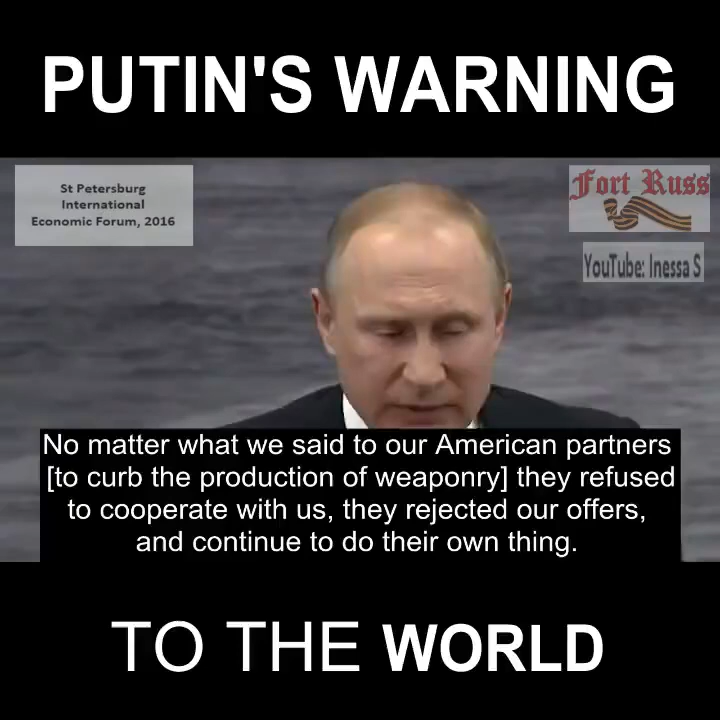 PUTIN'S WARNING
St Petersburg
International
Economic Forum, 2016
Fort Russ
YouTube: Inessa S
No matter what we said to our American partners
[to curb the production of weaponry] they refused
to cooperate with us, they rejected our offers,
and continue to do their own thing.
TO THE WORLD